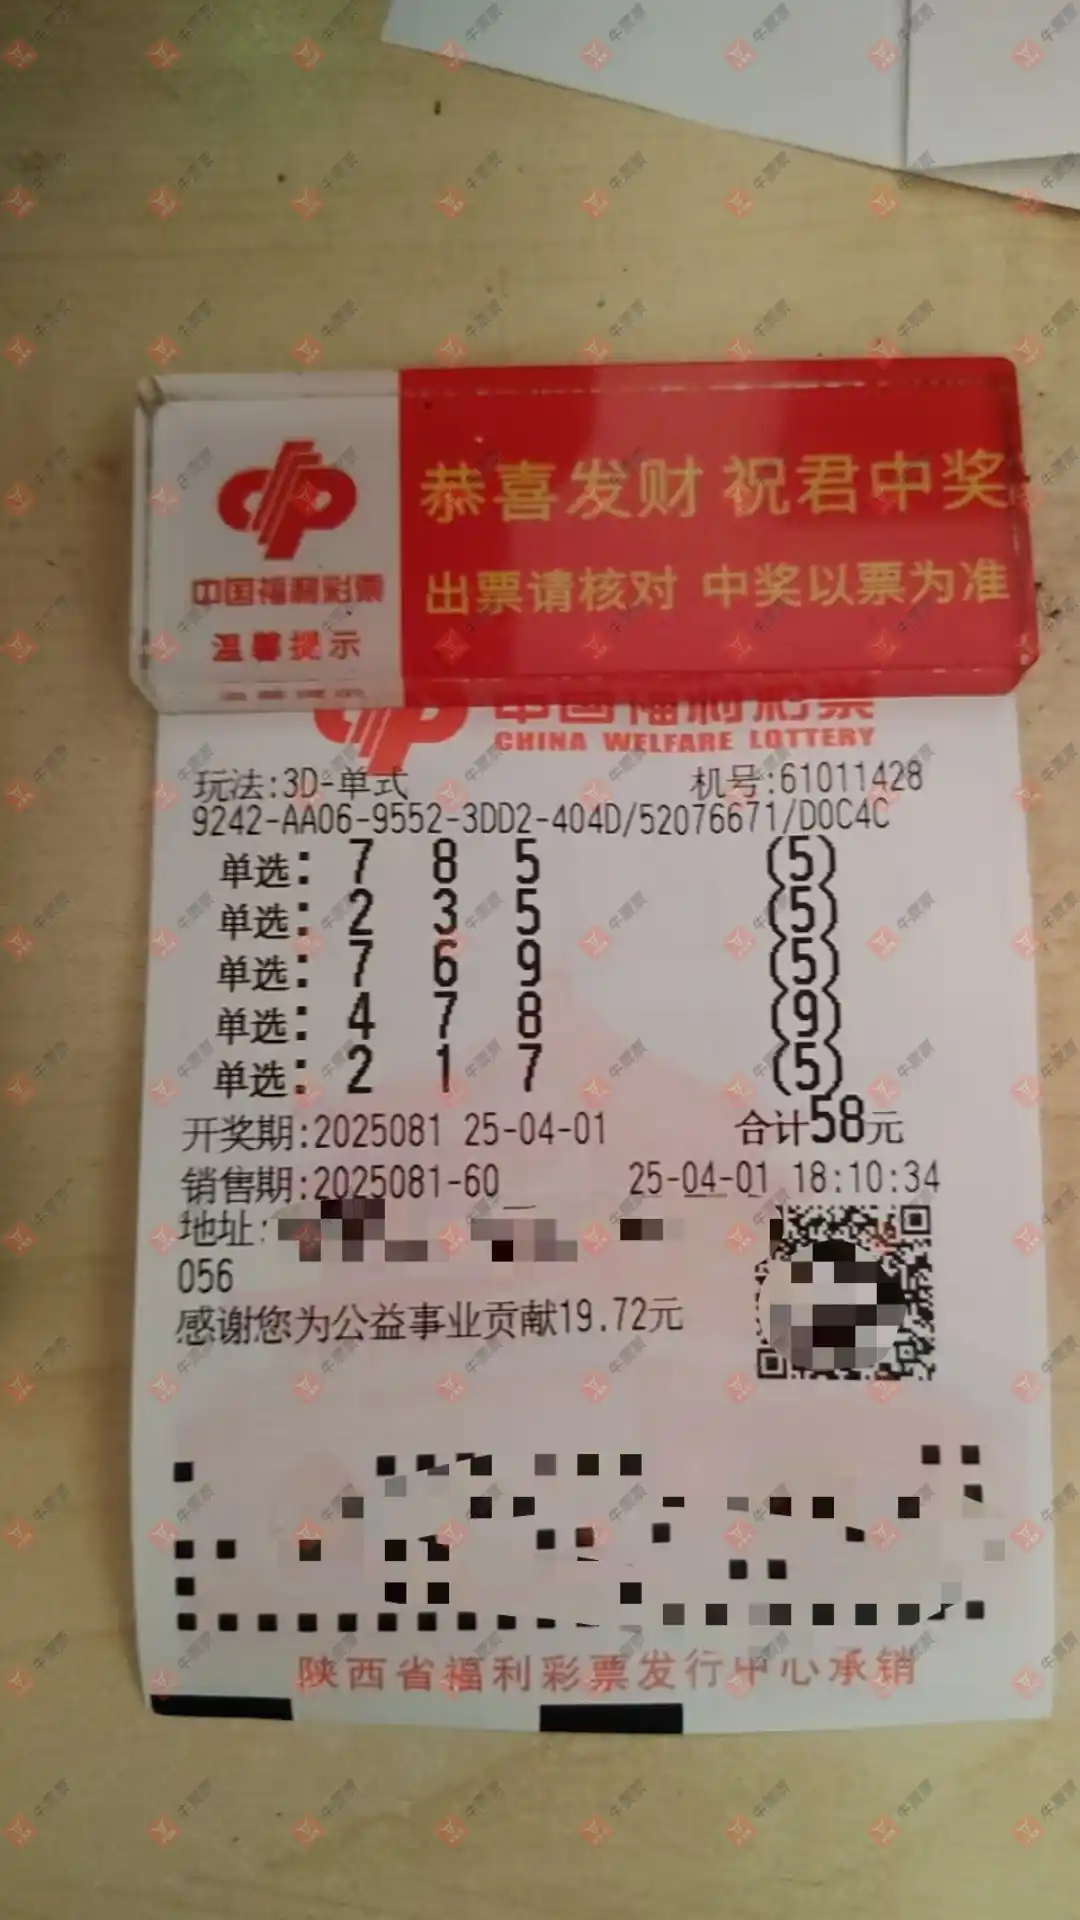 恭喜发财 祝君中奖
中国福利彩票
出票请核对 中奖以票为准
温馨提示
中国福利彩票
CHINA WELFARE LOTTERY
玩法:3D-单式 机号:61011428
9242-AA06-9552-3DD2-404D/52076671/D0C4C
单选: 7 8 5 (5)
单选: 2 3 5 (5)
单选: 7 6 9 (5)
单选: 4 7 8 (9)
单选: 2 1 7 (5)
开奖期:2025081 25-04-01 合计58元
销售期:2025081-60 25-04-01 18:10:34
地址:
056
感谢您为公益事业贡献19.72元
陕西省福利彩票发行中心承销